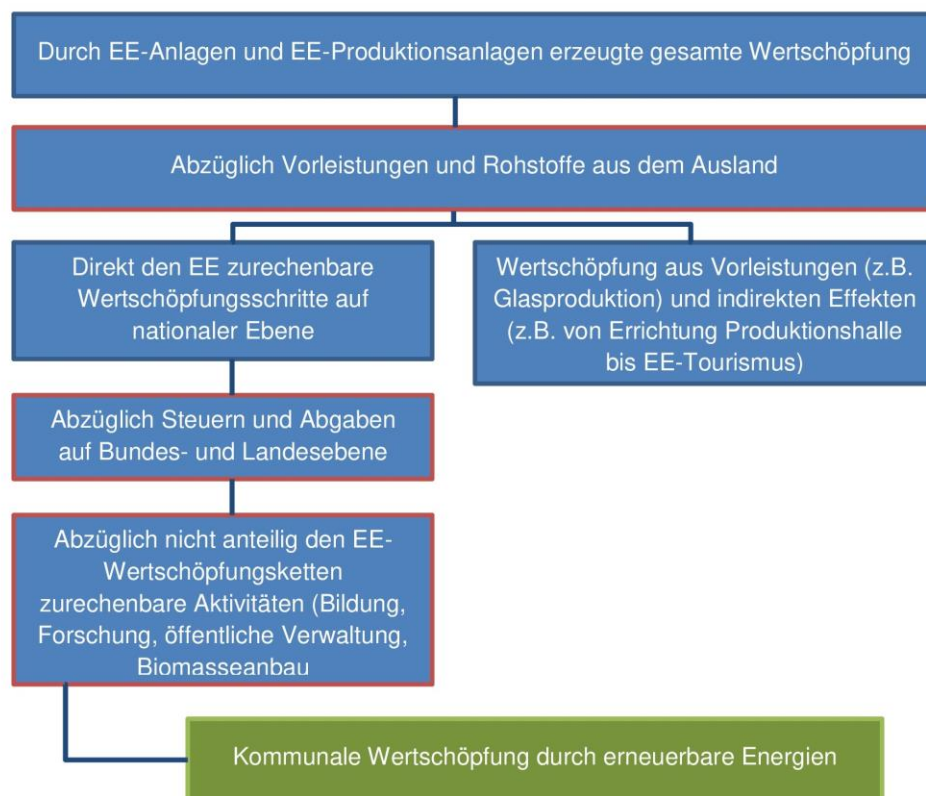 Durch EE-Anlagen und EE-Produktionsanlagen erzeugte gesamte Wertschöpfung
Abzüglich Vorleistungen und Rohstoffe aus dem Ausland
Direkt den EE zurechenbare
Wertschöpfungsschritte auf
nationaler Ebene
Wertschöpfung aus Vorleistungen (z.B.
Glasproduktion) und indirekten Effekten
(z.B. von Errichtung Produktionshalle
bis EE-Tourismus)
Abzüglich Steuern und Abgaben
auf Bundes- und Landesebene
Abzüglich nicht anteilig den EE-
Wertschöpfungsketten
zurechenbare Aktivitäten (Bildung,
Forschung, öffentliche Verwaltung,
Biomasseanbau
Kommunale Wertschöpfung durch erneuerbare Energien